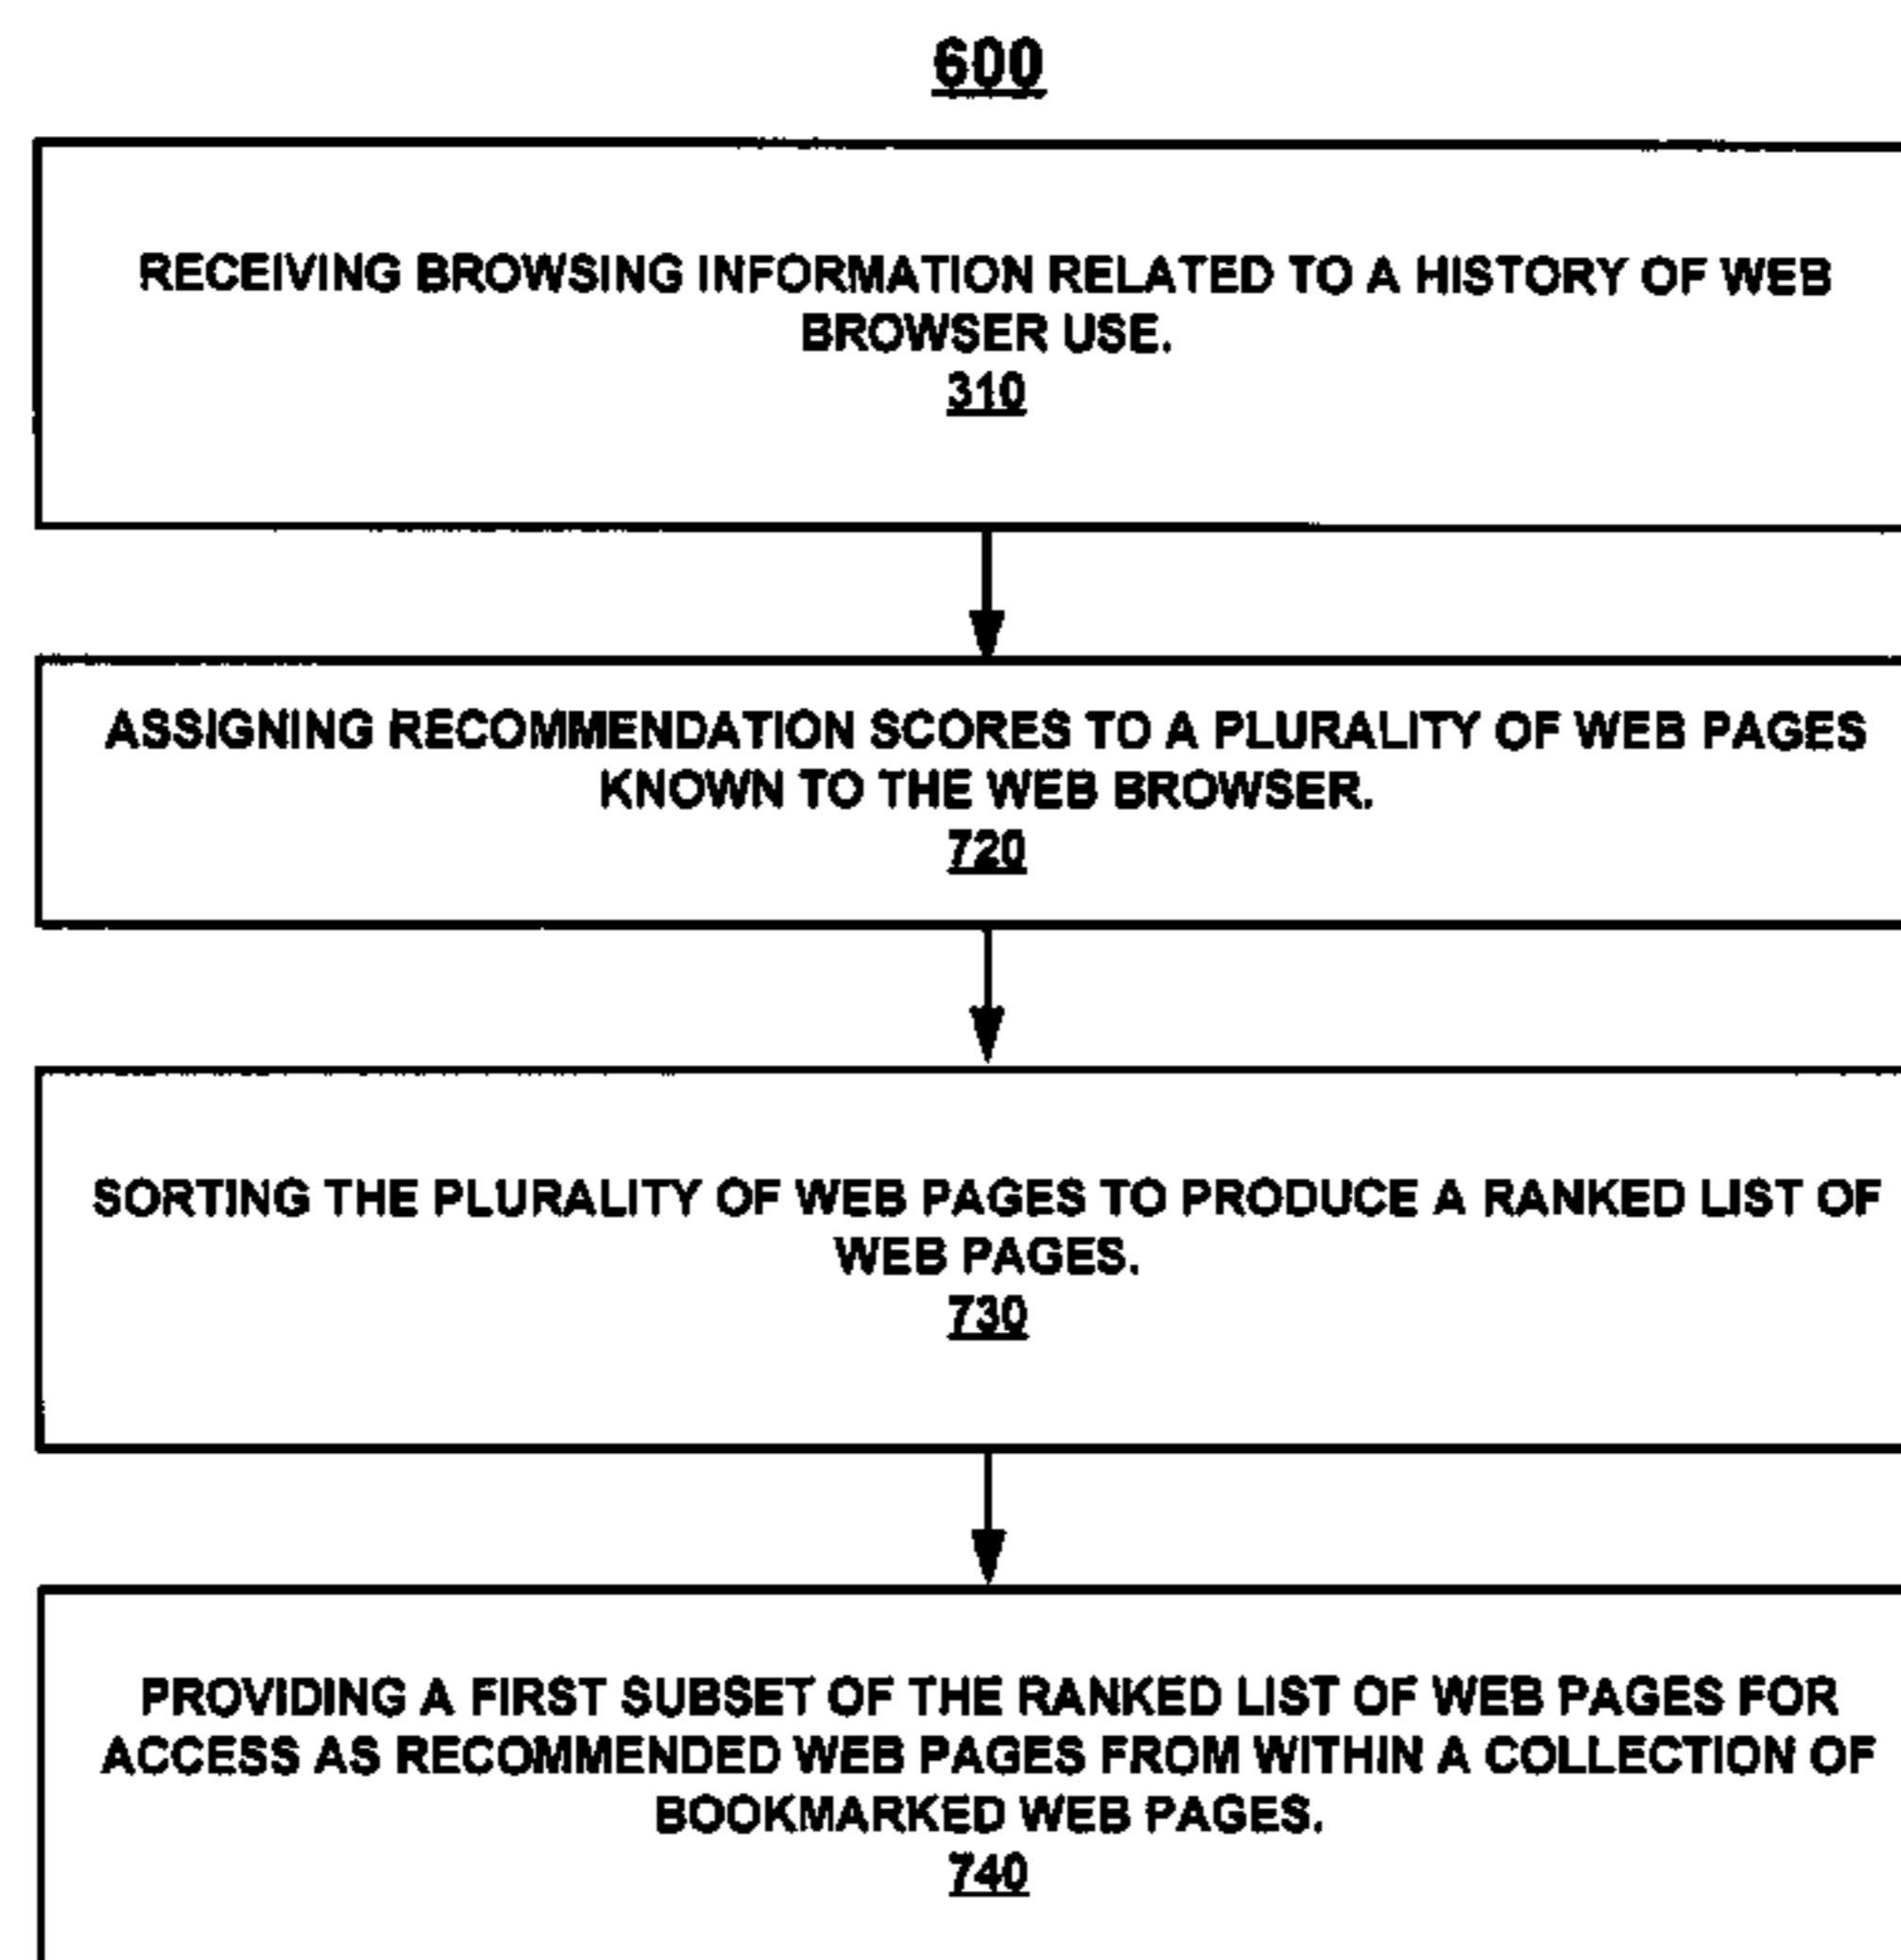 600
RECEIVING BROWSING INFORMATION RELATED TO A HISTORY OF WEB
BROWSER USE.
310
ASSIGNING RECOMMENDATION SCORES TO A PLURALITY OF WEB PAGES
KNOWN TO THE WEB BROWSER.
720
SORTING THE PLURALITY OF WEB PAGES TO PRODUCE A RANKED LIST OF
WEB PAGES.
730
PROVIDING A FIRST SUBSET OF THE RANKED LIST OF WEB PAGES FOR
ACCESS AS RECOMMENDED WEB PAGES FROM WITHIN A COLLECTION OF
BOOKMARKED WEB PAGES.
740